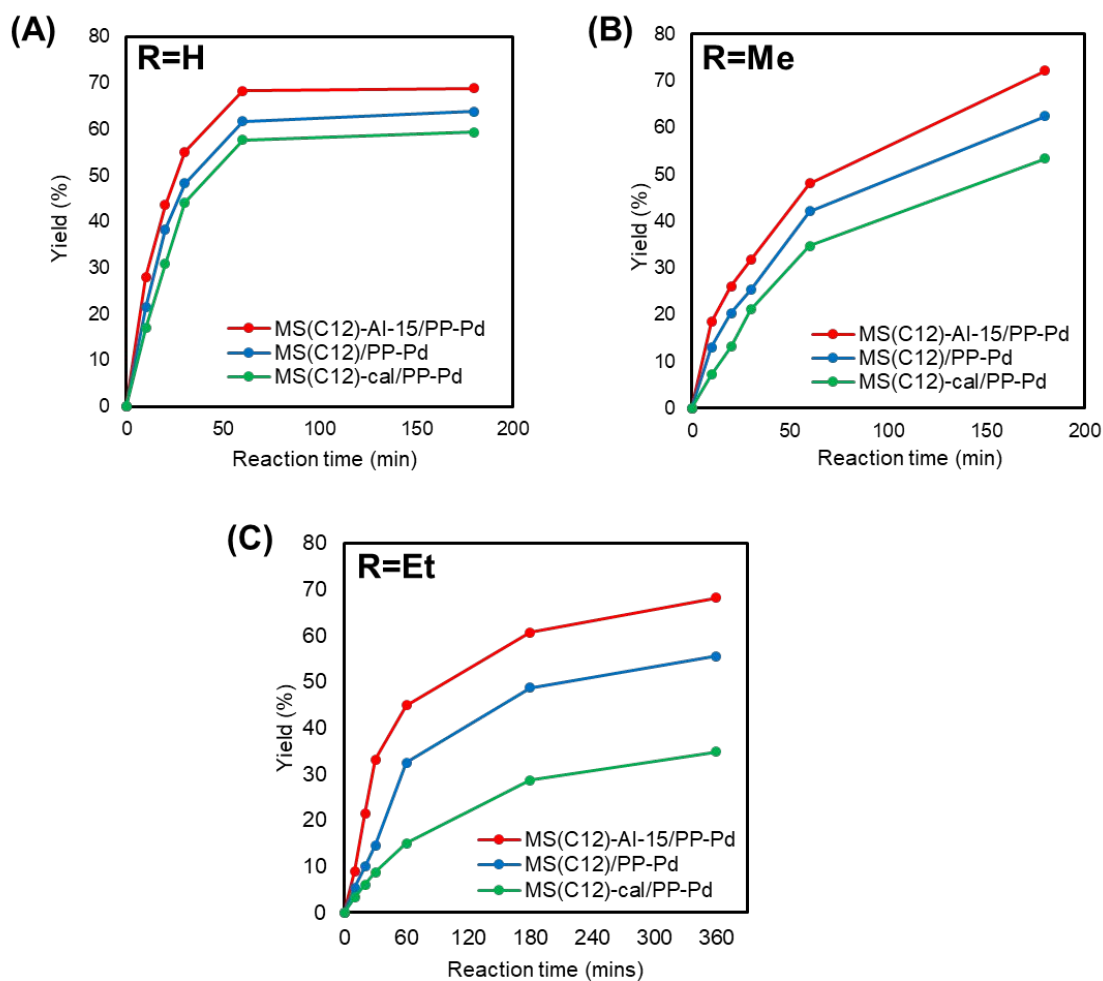 (A)
R=H
80
70
60
50
40
30
20
10
0
Yield (%)
MS(C12)-Al-15/PP-Pd
MS(C12)/PP-Pd
MS(C12)-cal/PP-Pd
0 50 100 150 200
Reaction time (min)
(B)
R=Me
80
70
60
50
40
30
20
10
0
Yield (%)
MS(C12)-Al-15/PP-Pd
MS(C12)/PP-Pd
MS(C12)-cal/PP-Pd
0 50 100 150 200
Reaction time (min)
(C)
R=Et
80
70
60
50
40
30
20
10
0
Yield (%)
MS(C12)-Al-15/PP-Pd
MS(C12)/PP-Pd
MS(C12)-cal/PP-Pd
0 60 120 180 240 300 360
Reaction time (mins)